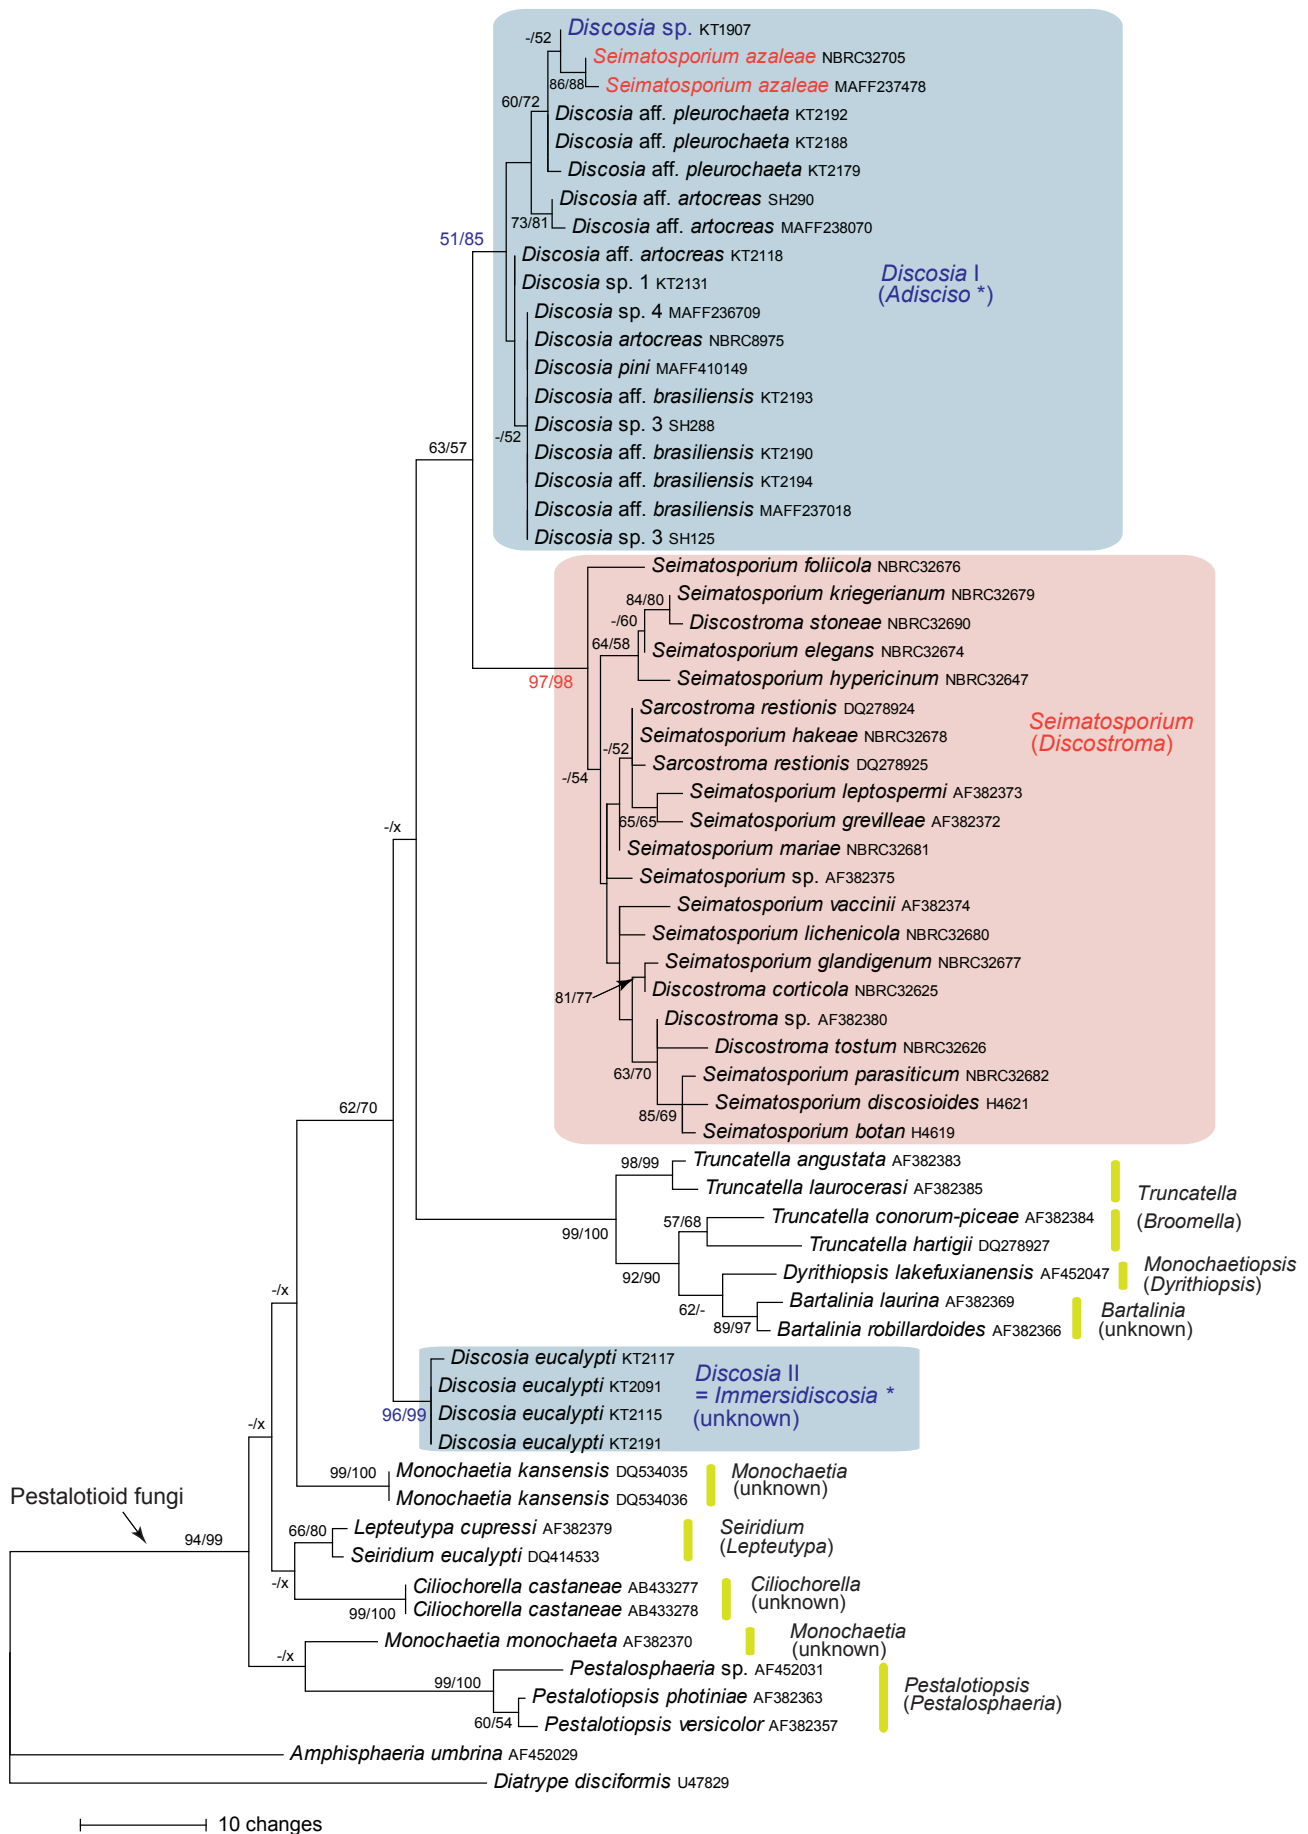 Discosia sp. KT1907
-/52
Seimatosporium azaleae NBRC32705
86/88
Seimatosporium azaleae MAFF237478
60/72
Discosia aff. pleurochaeta KT2192
Discosia aff. pleurochaeta KT2188
Discosia aff. pleurochaeta KT2179
Discosia aff. artocreas SH290
73/81
Discosia aff. artocreas MAFF238070
51/85
Discosia aff. artocreas KT2118
Discosia I
(Adisciso *)
Discosia sp. 1 KT2131
Discosia sp. 4 MAFF236709
Discosia artocreas NBRC8975
Discosia pini MAFF410149
Discosia aff. brasiliensis KT2193
Discosia sp. 3 SH288
-/52
63/57
Discosia aff. brasiliensis KT2190
Discosia aff. brasiliensis KT2194
Discosia aff. brasiliensis MAFF237018
Discosia sp. 3 SH125
Seimatosporium foliicola NBRC32676
Seimatosporium kriegerianum NBRC32679
84/80
Discostroma stoneae NBRC32690
-/60
64/58
Seimatosporium elegans NBRC32674
Seimatosporium hypericinum NBRC32647
97/98
Sarcostroma restionis DQ278924
Seimatosporium
(Discostroma)
Seimatosporium hakeae NBRC32678
-/52
Sarcostroma restionis DQ278925
-/54
Seimatosporium leptospermi AF382373
65/65
Seimatosporium grevilleae AF382372
-/x
Seimatosporium mariae NBRC32681
Seimatosporium sp. AF382375
Seimatosporium vaccinii AF382374
Seimatosporium lichenicola NBRC32680
Seimatosporium glandigenum NBRC32677
81/77
Discostroma corticola NBRC32625
Discostroma sp. AF382380
Discostroma tostum NBRC32626
63/70
Seimatosporium parasiticum NBRC32682
Seimatosporium discosioides H4621
85/69
62/70
Seimatosporium botan H4619
98/99
Truncatella angustata AF382383
Truncatella laurocerasi AF382385
Truncatella
(Broomella)
57/68
Truncatella conorum-piceae AF382384
99/100
Truncatella hartigii DQ278927
92/90
Dyrithiopsis lakefuxianensis AF452047
Monochaetiopsis
(Dyrithiopsis)
62/-
Bartalinia laurina AF382369
Bartalinia
(unknown)
-/x
89/97
Bartalinia robillardoides AF382366
Discosia eucalypti KT2117
Discosia II
= Immersidiscosia *
(unknown)
Discosia eucalypti KT2091
96/99
Discosia eucalypti KT2115
-/x
Discosia eucalypti KT2191
99/100
Monochaetia kansensis DQ534035
Monochaetia
(unknown)
Monochaetia kansensis DQ534036
Pestalotioid fungi
94/99
66/80
Lepteutypa cupressi AF382379
Seiridium
(Lepteutypa)
Seiridium eucalypti DQ414533
-/x
Ciliochorella castaneae AB433277
Ciliochorella
(unknown)
99/100
Ciliochorella castaneae AB433278
Monochaetia monochaeta AF382370
Monochaetia
(unknown)
-/x
99/100
Pestalosphaeria sp. AF452031
Pestalotiopsis
(Pestalosphaeria)
Pestalotiopsis photiniae AF382363
60/54
Pestalotiopsis versicolor AF382357
Amphisphaeria umbrina AF452029
Diatrype disciformis U47829
10 changes